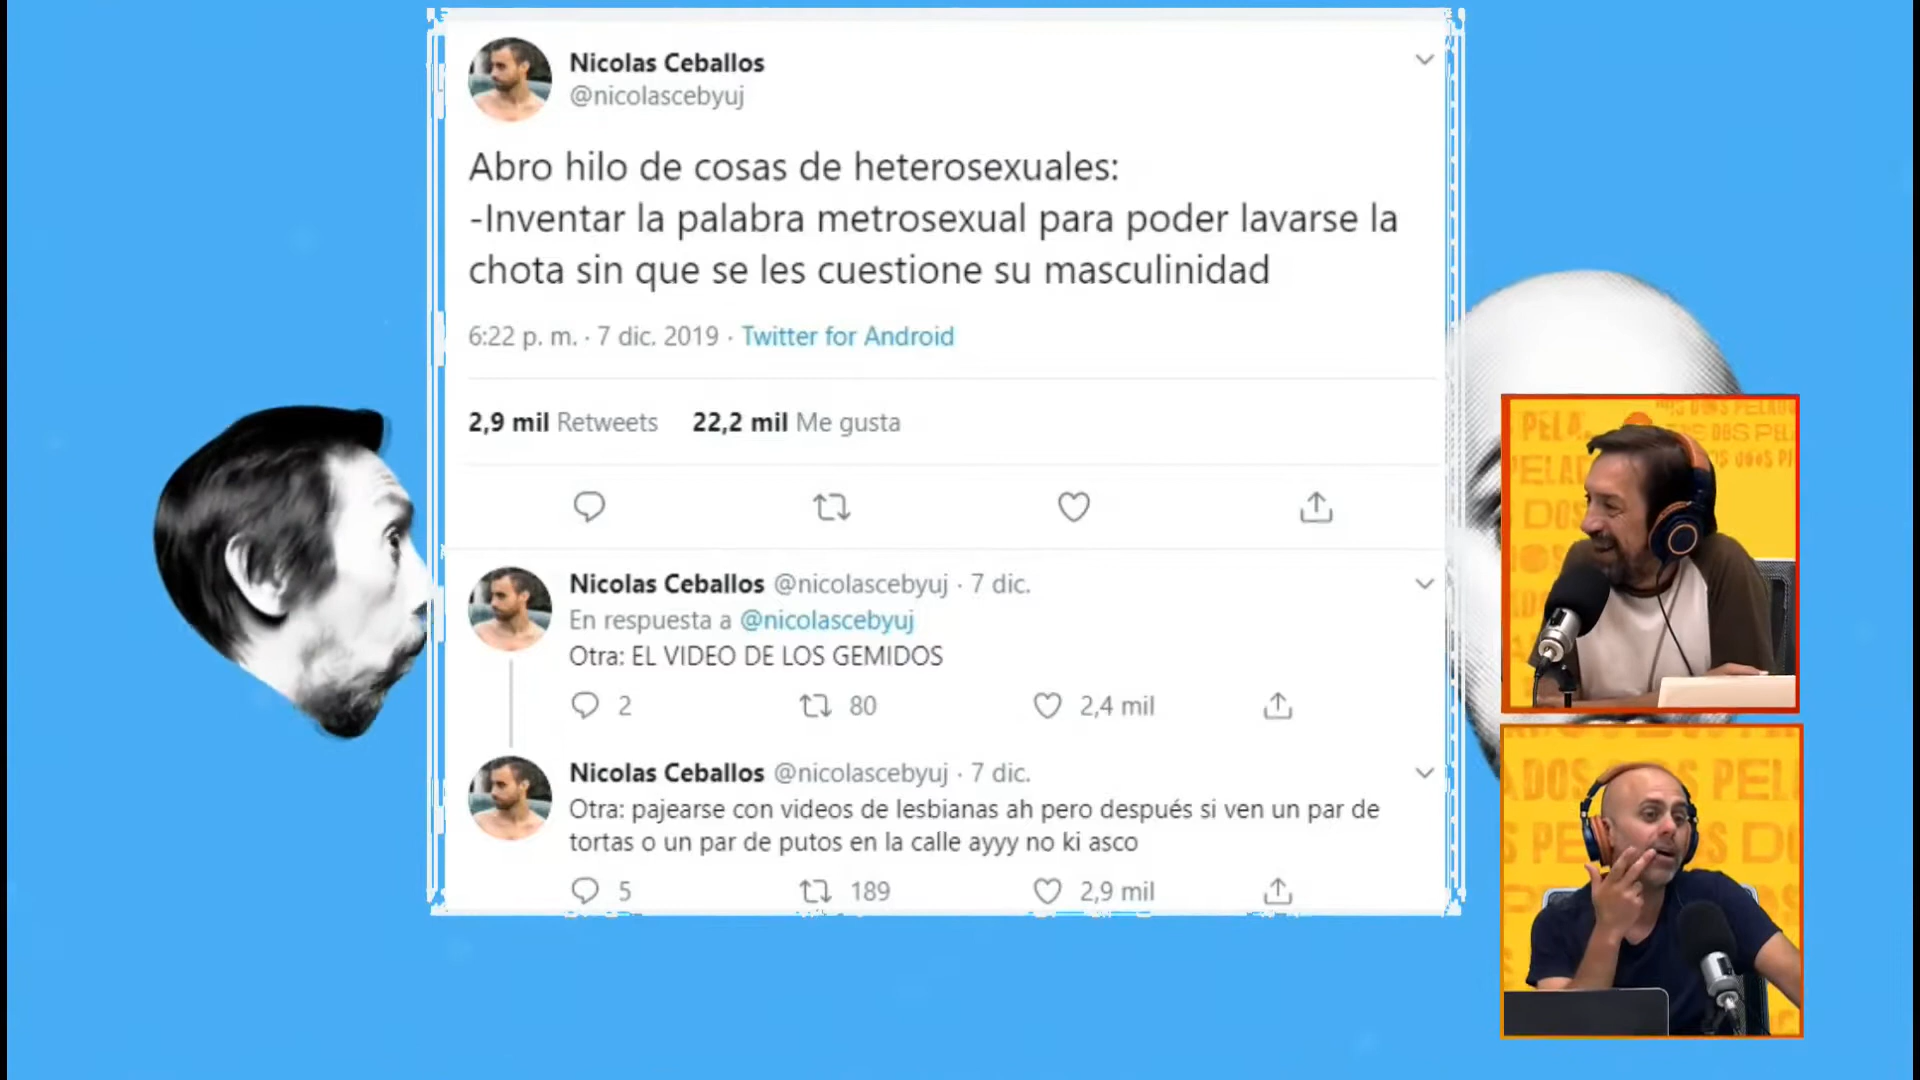 Nicolas Ceballos
@nicolascebyuj
Abro hilo de cosas de heterosexuales:
-Inventar la palabra metrosexual para poder lavarse la
chota sin que se les cuestione su masculinidad
6:22 p. m. · 7 dic. 2019 · Twitter for Android
2,9 mil Retweets 22,2 mil Me gusta
Nicolas Ceballos @nicolascebyuj · 7 dic.
En respuesta a @nicolascebyuj
Otra: EL VIDEO DE LOS GEMIDOS
2 80 2,4 mil
Nicolas Ceballos @nicolascebyuj · 7 dic.
Otra: pajearse con videos de lesbianas ah pero después si ven un par de
tortas o un par de putos en la calle ayyy no ki asco
5 189 2,9 mil